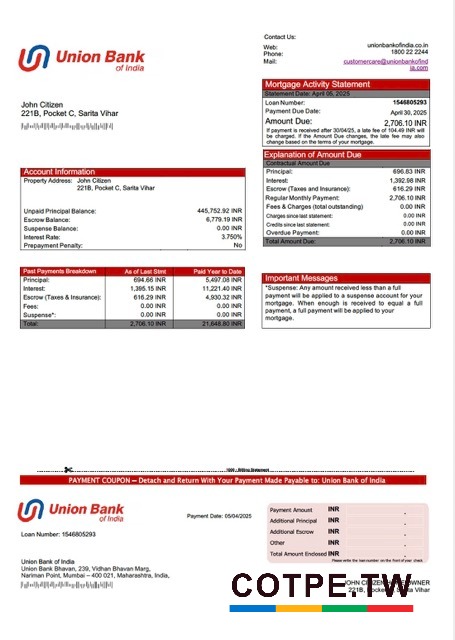 Union Bank
of India
Contact Us:
Web: unionbankofindia.co.in
Phone: 1800 22 2244
Mail: customercare@unionbankofind
ia.com
John Citizen
221B, Pocket C, Sarita Vihar
Mortgage Activity Statement
Statement Date: April 05, 2025
Loan Number: 1546805293
Payment Due Date: April 30, 2025
Amount Due: 2,706.10 INR
If payment is received after 30/04/25, a late fee of 104.49 INR will
be charged. If the Amount Due changes, the late fee may also
change based on the terms of your mortgage.
Explanation of Amount Due
Contractual Amount Due
Principal: 696.83 INR
Interest: 1,392.98 INR
Escrow (Taxes and Insurance): 616.29 INR
Regular Monthly Payment: 2,706.10 INR
Fees & Charges (total outstanding) 0.00 INR
Charges since last statement: 0.00 INR
Credits since last statement: 0.00 INR
Overdue Payment: 0.00 INR
Total Amount Due: 2,706.10 INR
Account Information
Property Address: John Citizen
221B, Pocket C, Sarita Vihar
Unpaid Principal Balance: 445,752.92 INR
Escrow Balance: 6,779.19 INR
Suspense Balance: 0.00 INR
Interest Rate: 3.750%
Prepayment Penalty: No
Past Payments Breakdown As of Last Stmt Paid Year to Date
Principal: 694.66 INR 5,497.08 INR
Interest: 1,395.15 INR 11,221.40 INR
Escrow (Taxes & Insurance): 616.29 INR 4,930.32 INR
Fees: 0.00 INR 0.00 INR
Suspense*: 0.00 INR 0.00 INR
Total: 2,706.10 INR 21,648.80 INR
Important Messages
*Suspense: Any amount received less than a full
payment will be applied to a suspense account for your
mortgage. When enough is received to equal a full
payment, a full payment will be applied to your
mortgage.
Billing Statement
PAYMENT COUPON – Detach and Return With Your Payment Made Payable to: Union Bank of India
Union Bank
of India
Payment Date: 05/04/2025
Loan Number: 1546805293
Payment Amount INR .
Additional Principal INR .
Additional Escrow INR .
Other INR .
Total Amount Enclosed INR .
Please write the loan number on the front of your check.
Union Bank of India
Union Bank Bhavan, 239, Vidhan Bhavan Marg,
Nariman Point, Mumbai – 400 021, Maharashtra, India,
COTPE.TW